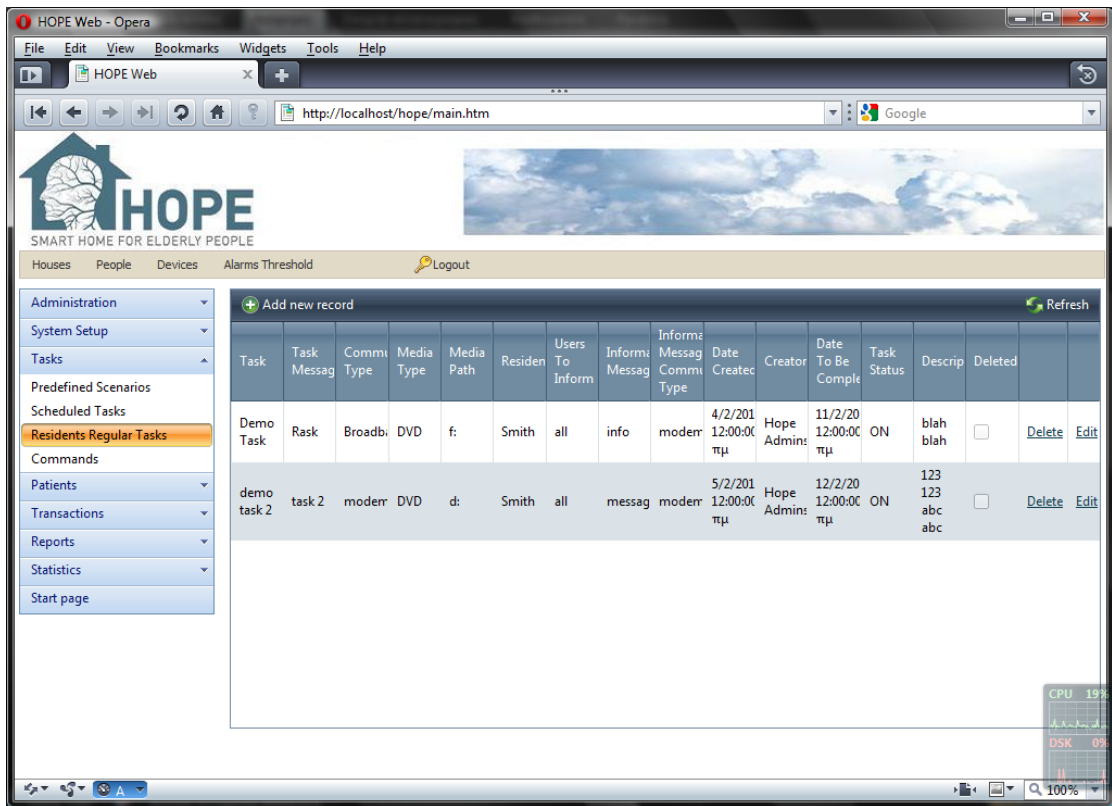 HOPE Web - Opera
File Edit View Bookmarks Widgets Tools Help
HOPE Web
http://localhost/hope/main.htm
Google
HOPE
SMART HOME FOR ELDERLY PEOPLE
Houses People Devices Alarms Threshold Logout
Administration
System Setup
Tasks
Predefined Scenarios
Scheduled Tasks
Residents Regular Tasks
Commands
Patients
Transactions
Reports
Statistics
Start page
Add new record Refresh
Task
Task
Messag
Commu
Type
Media
Type
Media
Path
Residen
Users
To
Inform
Informa
Messag
Informa
Messag
Commu
Type
Date
Created
Creator
Date
To Be
Comple
Task
Status
Descrip
Deleted
Demo
Task
Rask
Broadba
DVD
f:
Smith
all
info
modem
4/2/201
12:00:00
πμ
Hope
Admins
11/2/20
12:00:00
πμ
ON
blah
blah
Delete
Edit
demo
task 2
task 2
modem
DVD
d:
Smith
all
messag
modem
5/2/201
12:00:00
πμ
Hope
Admins
12/2/20
12:00:00
πμ
ON
123
123
abc
abc
Delete
Edit
CPU 19%
DSK 0%
A
100%